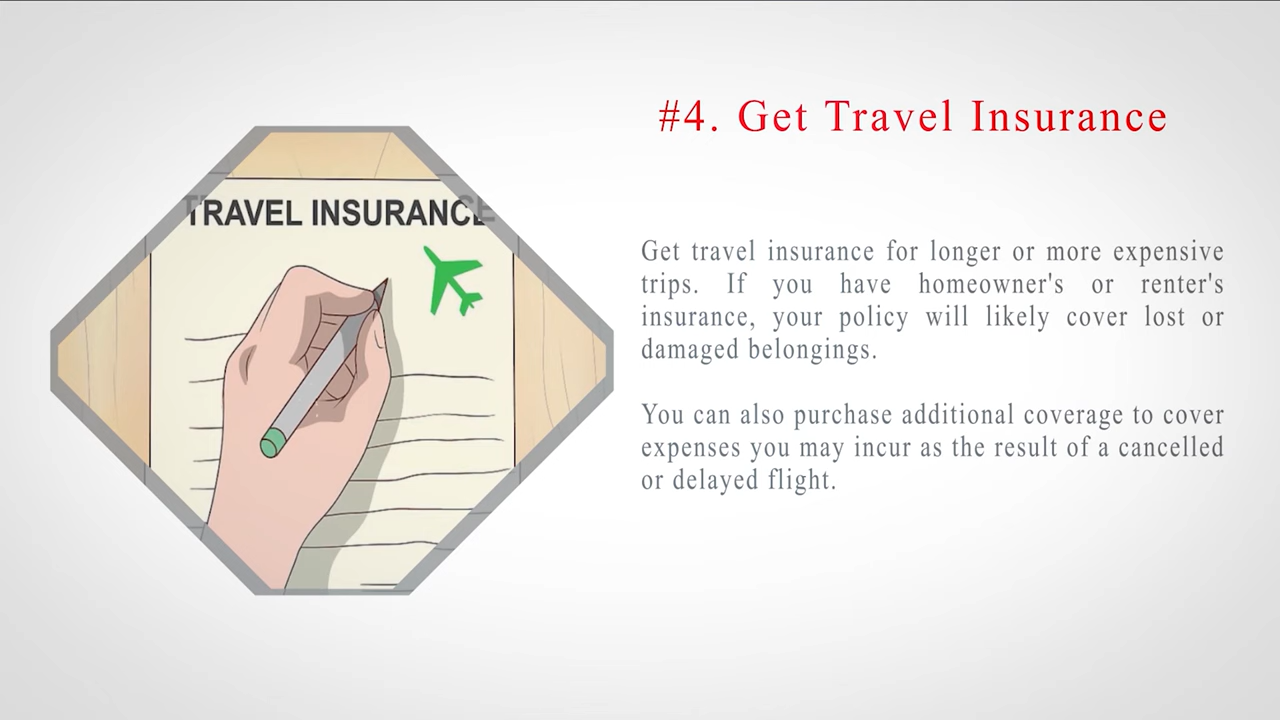 #4. Get Travel Insurance
TRAVEL INSURANCE
Get travel insurance for longer or more expensive
trips. If you have homeowner's or renter's
insurance, your policy will likely cover lost or
damaged belongings.
You can also purchase additional coverage to cover
expenses you may incur as the result of a cancelled
or delayed flight.